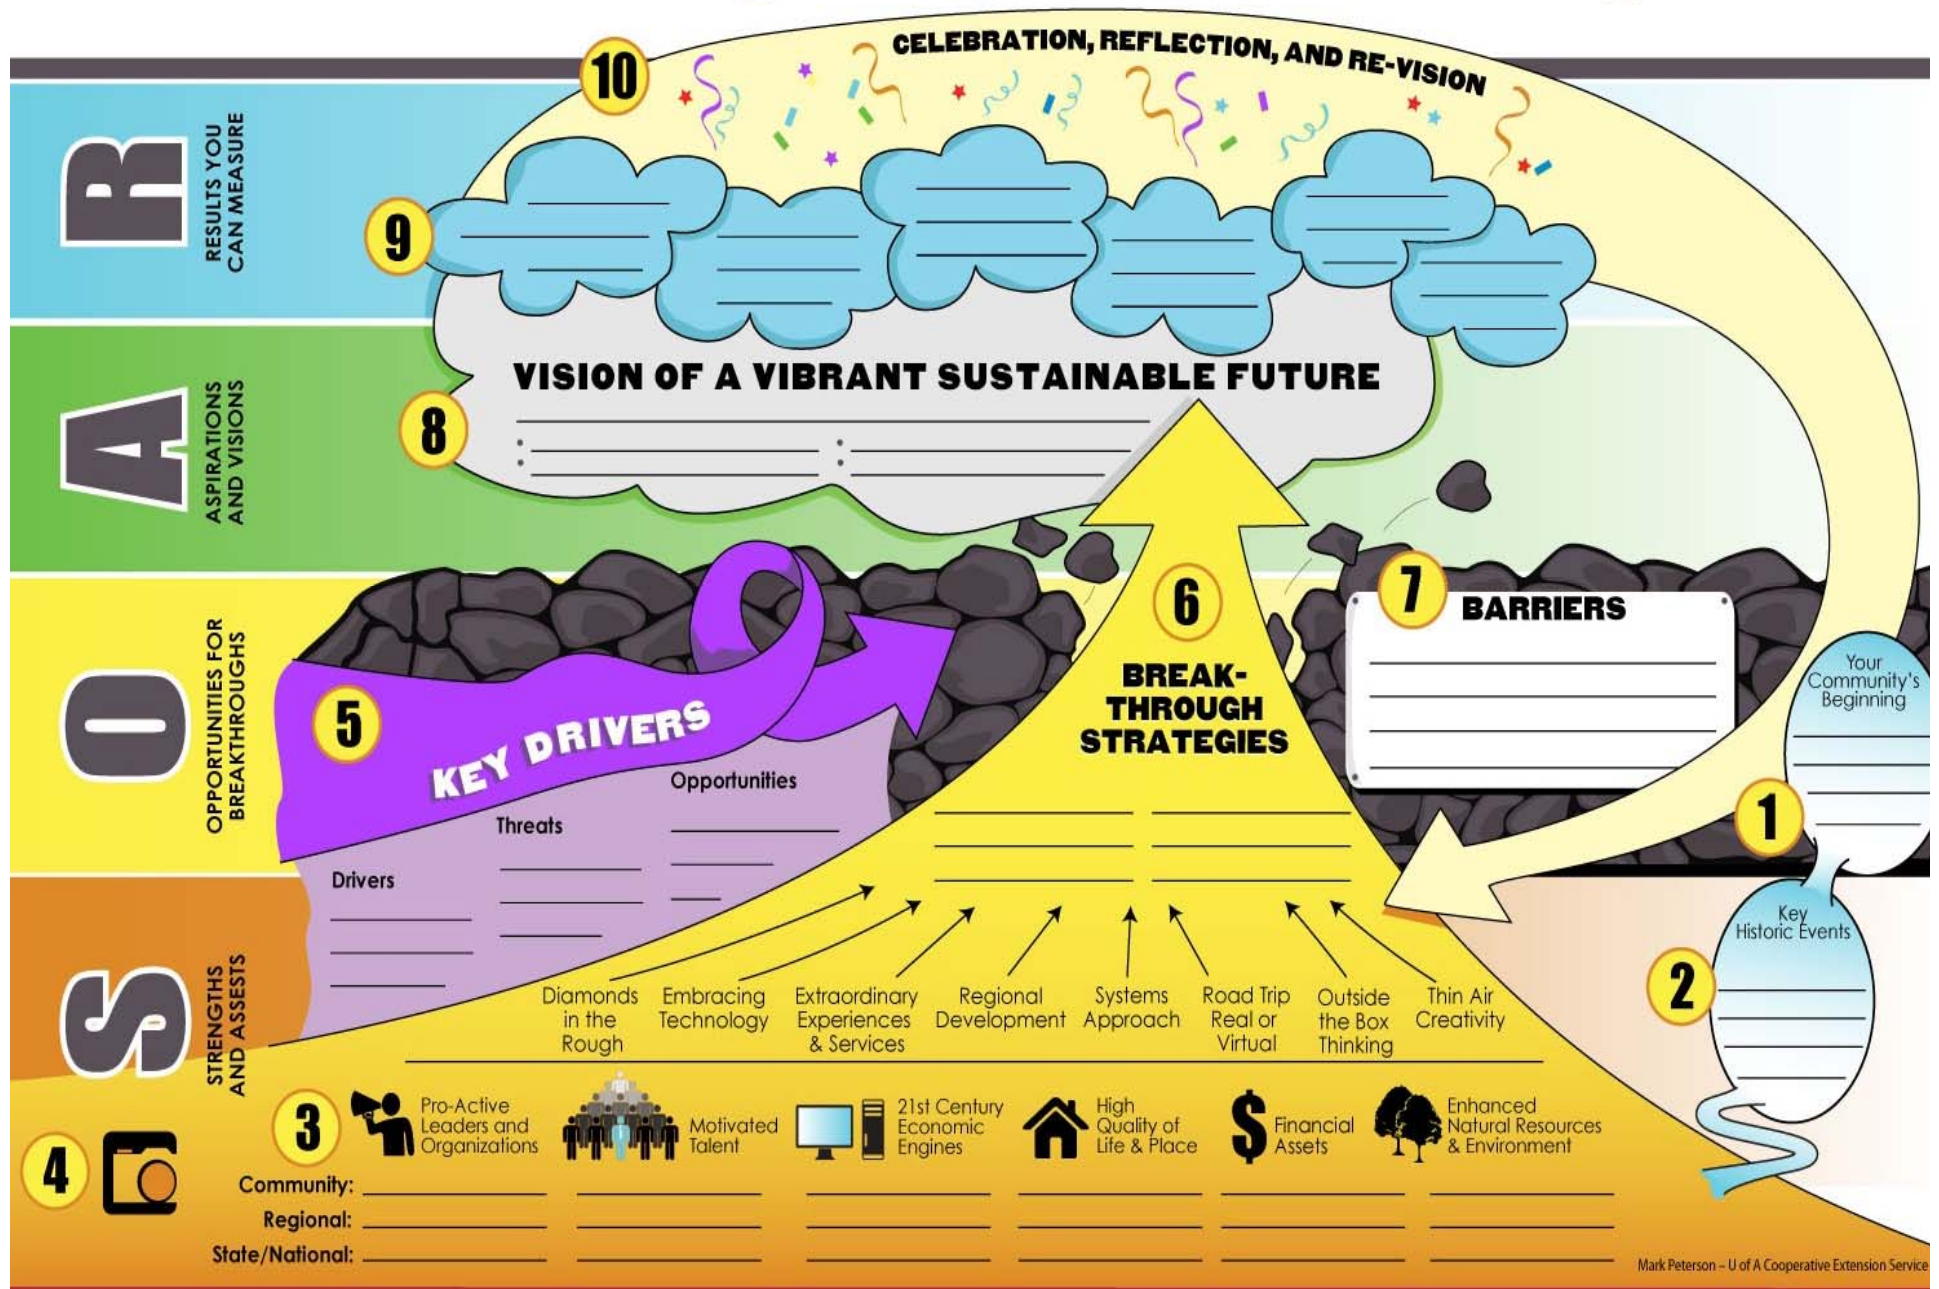 10
CELEBRATION, REFLECTION, AND RE-VISION
R
RESULTS YOU
CAN MEASURE
9
A
ASPIRATIONS
AND VISIONS
8
VISION OF A VIBRANT SUSTAINABLE FUTURE
O
OPPORTUNITIES FOR
BREAKTHROUGHS
5
KEY DRIVERS
Drivers
Threats
Opportunities
6
BREAK-
THROUGH
STRATEGIES
7
BARRIERS
1
Your
Community's
Beginning
2
Key
Historic Events
S
STRENGTHS
AND ASSESTS
Diamonds
in the
Rough
Embracing
Technology
Extraordinary
Experiences
& Services
Regional
Development
Systems
Approach
Road Trip
Real or
Virtual
Outside
the Box
Thinking
Thin Air
Creativity
3
Pro-Active
Leaders and
Organizations
Motivated
Talent
21st Century
Economic
Engines
High
Quality of
Life & Place
$
Financial
Assets
Enhanced
Natural Resources
& Environment
4
Community:
Regional:
State/National:
Mark Peterson – U of A Cooperative Extension Service